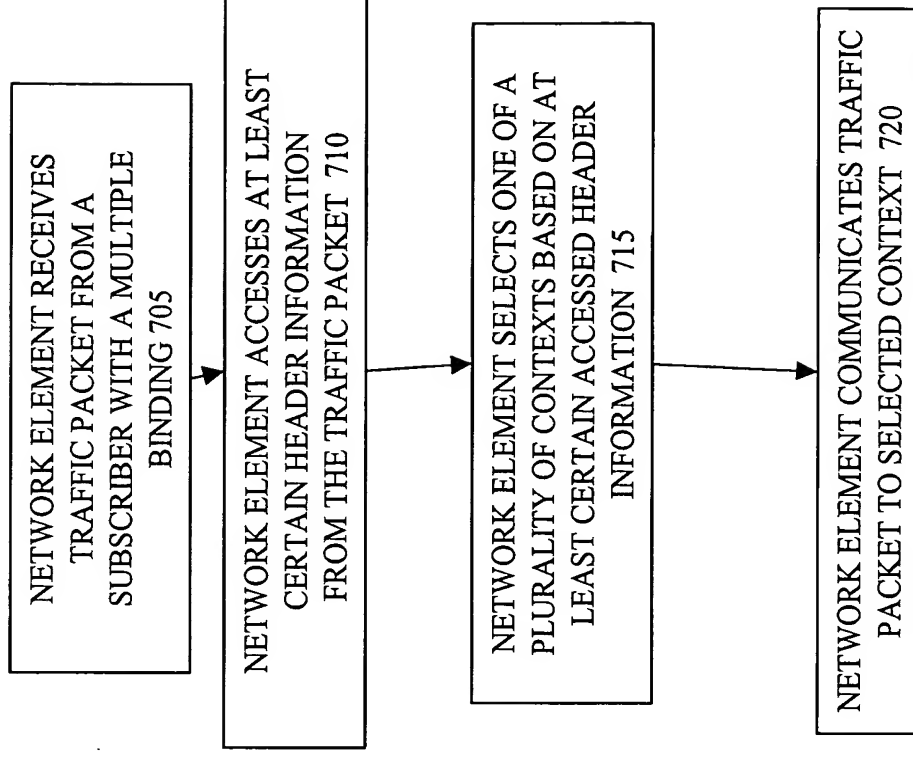 NETWORK ELEMENT RECEIVES
TRAFFIC PACKET FROM A
SUBSCRIBER WITH A MULTIPLE
BINDING 705
NETWORK ELEMENT ACCESSES AT LEAST
CERTAIN HEADER INFORMATION
FROM THE TRAFFIC PACKET 710
NETWORK ELEMENT SELECTS ONE OF A
PLURALITY OF CONTEXTS BASED ON AT
LEAST CERTAIN ACCESSED HEADER
INFORMATION 715
NETWORK ELEMENT COMMUNICATES TRAFFIC
PACKET TO SELECTED CONTEXT 720